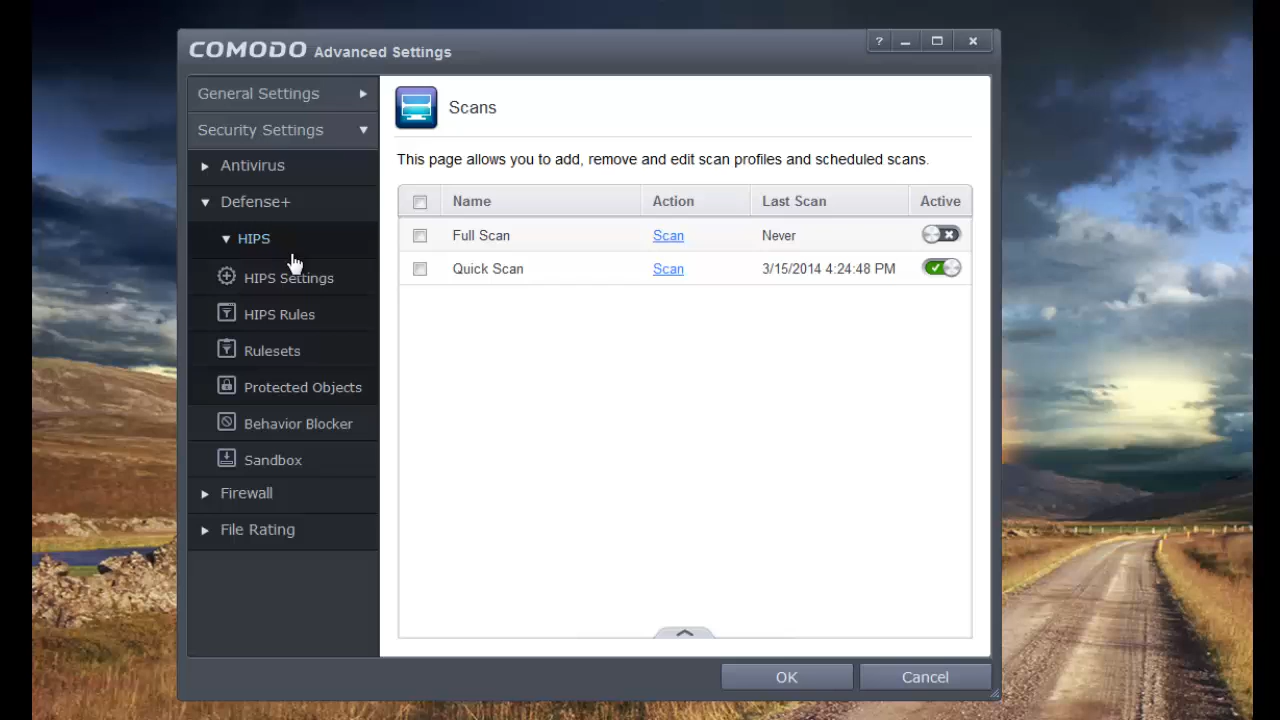 COMODO Advanced Settings
?
General Settings
Security Settings
Antivirus
Defense+
HIPS
HIPS Settings
HIPS Rules
Rulesets
Protected Objects
Behavior Blocker
Sandbox
Firewall
File Rating
Scans
This page allows you to add, remove and edit scan profiles and scheduled scans.
Name Action Last Scan Active
Full Scan Scan Never
Quick Scan Scan 3/15/2014 4:24:48 PM
OK Cancel